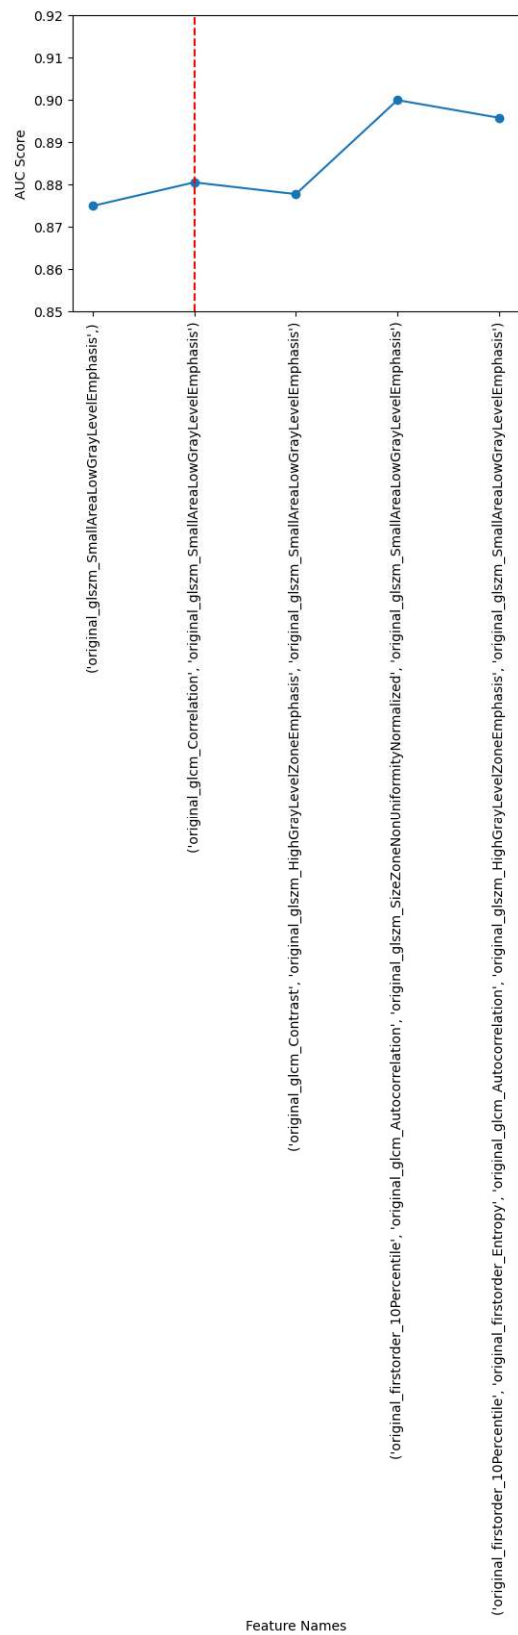 0.92
0.91
0.90
0.89
0.88
0.87
0.86
0.85
AUC Score
('original_glszm_SmallAreaLowGrayLevelEmphasis',)
('original_glcm_Correlation', 'original_glszm_SmallAreaLowGrayLevelEmphasis')
('original_glcm_Contrast', 'original_glszm_HighGrayLevelZoneEmphasis', 'original_glszm_SmallAreaLowGrayLevelEmphasis')
('original_firstorder_10Percentile', 'original_glcm_Autocorrelation', 'original_glszm_SizeZoneNonUniformityNormalized', 'original_glszm_SmallAreaLowGrayLevelEmphasis')
('original_firstorder_10Percentile', 'original_firstorder_Entropy', 'original_glcm_Autocorrelation', 'original_glszm_HighGrayLevelZoneEmphasis', 'original_glszm_SmallAreaLowGrayLevelEmphasis')
Feature Names